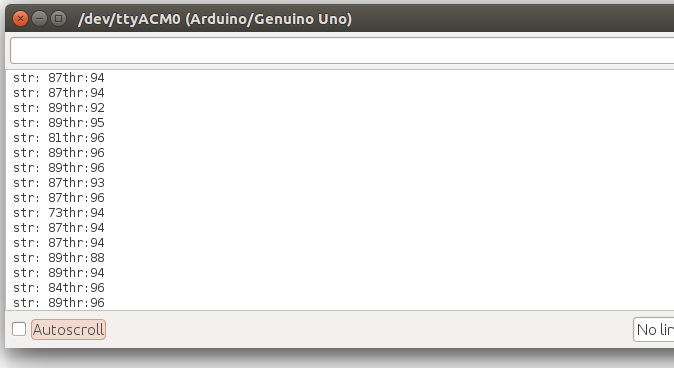 /dev/ttyACM0 (Arduino/Genuino Uno)
str: 87thr:94
str: 87thr:94
str: 89thr:92
str: 89thr:95
str: 81thr:96
str: 89thr:96
str: 89thr:96
str: 87thr:93
str: 87thr:96
str: 73thr:94
str: 87thr:94
str: 87thr:94
str: 89thr:88
str: 89thr:94
str: 84thr:96
str: 89thr:96
Autoscroll
No